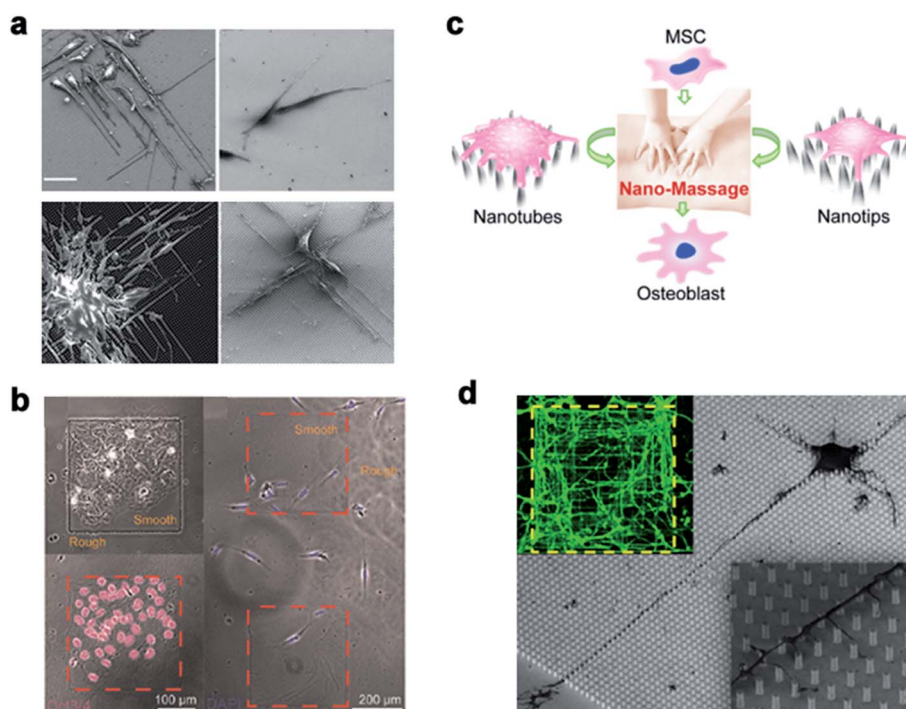 a
c
MSC
Nano-Massage
Nanotubes
Nanotips
Osteoblast
b
Smooth
Rough
Smooth
Rough
100 µm
DAPI
200 µm
d